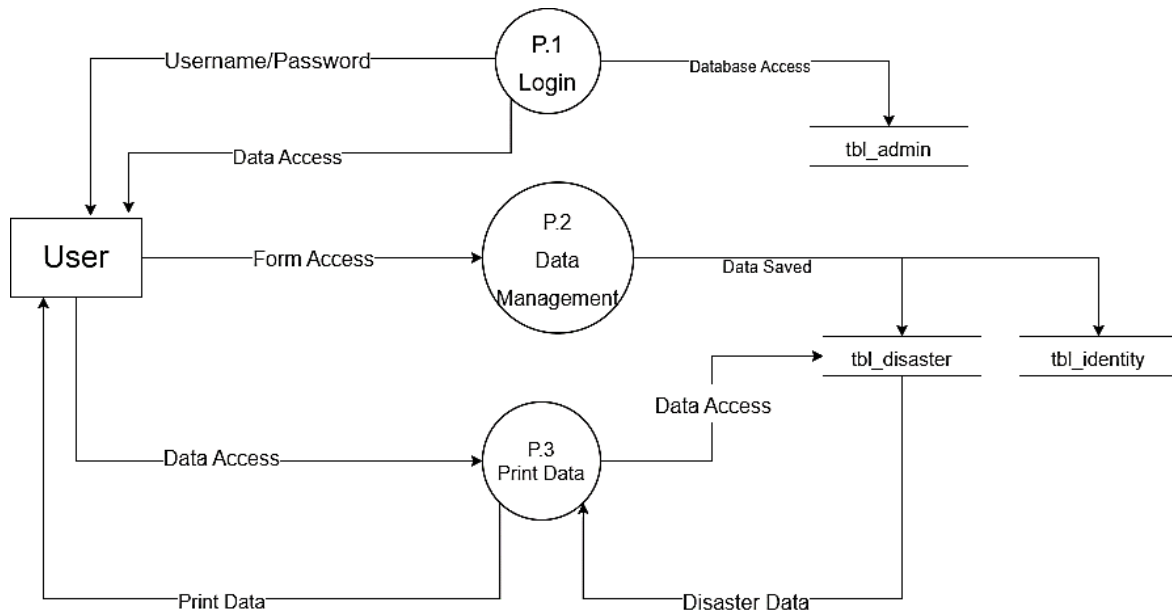 P.1
Login
Username/Password
Database Access
tbl_admin
Data Access
User
Form Access
P.2
Data
Management
Data Saved
tbl_disaster
tbl_identity
Data Access
Data Access
P.3
Print Data
Print Data
Disaster Data